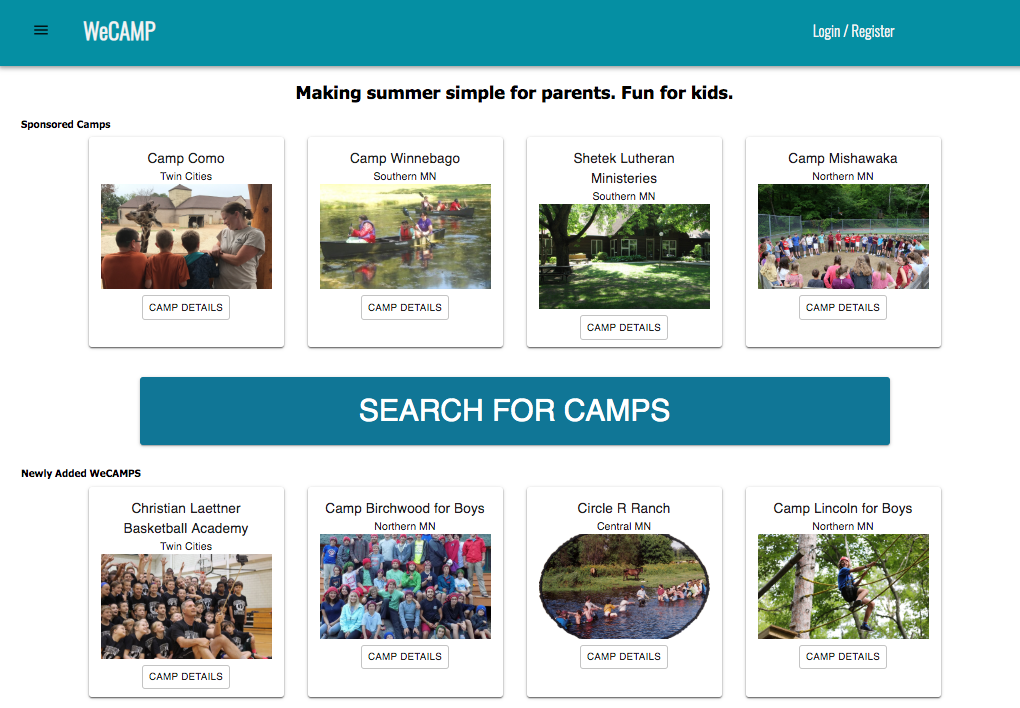 WeCAMP
Login / Register
Making summer simple for parents. Fun for kids.
Sponsored Camps
Camp Como
Twin Cities
CAMP DETAILS
Camp Winnebago
Southern MN
CAMP DETAILS
Shetek Lutheran
Ministeries
Southern MN
CAMP DETAILS
Camp Mishawaka
Northern MN
CAMP DETAILS
SEARCH FOR CAMPS
Newly Added WeCAMPS
Christian Laettner
Basketball Academy
Twin Cities
CAMP DETAILS
Camp Birchwood for Boys
Northern MN
CAMP DETAILS
Circle R Ranch
Central MN
CAMP DETAILS
Camp Lincoln for Boys
Northern MN
CAMP DETAILS